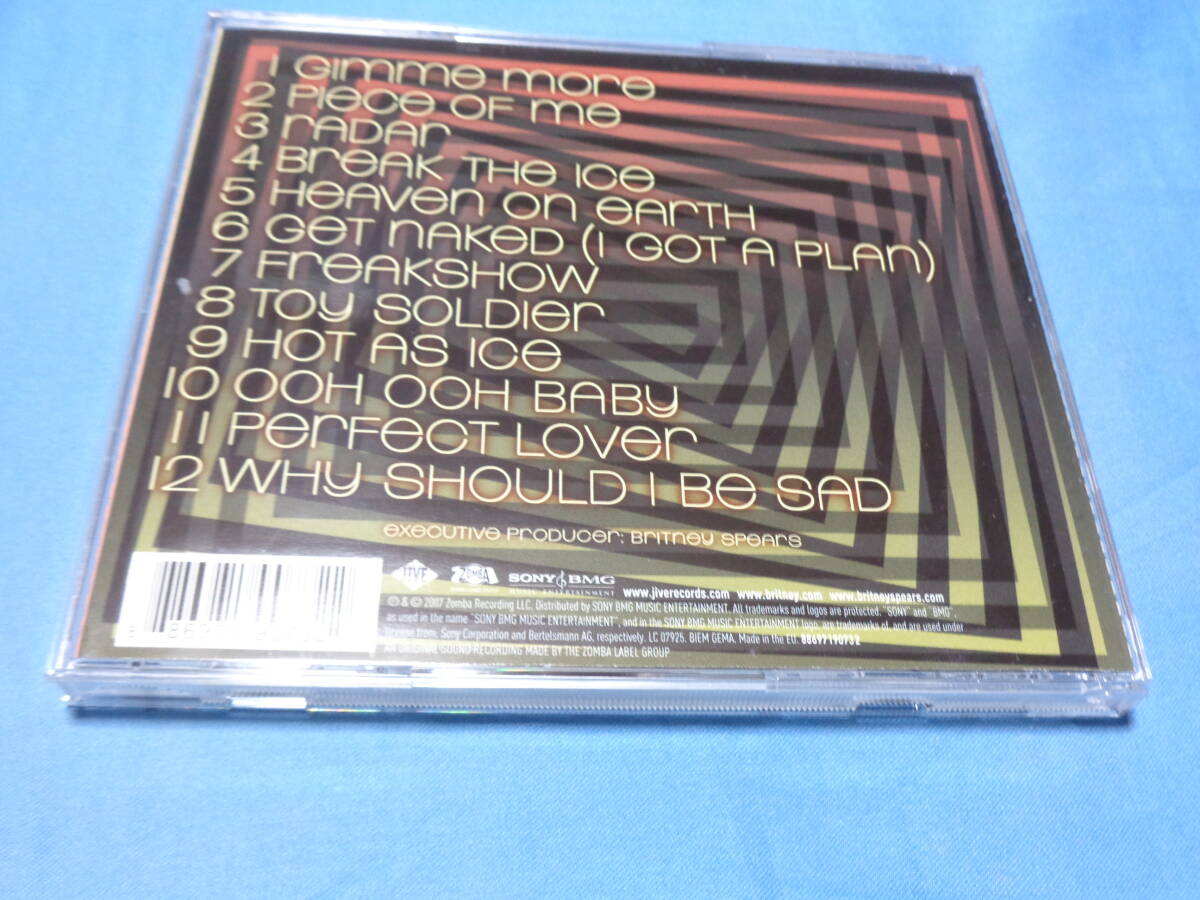 1 Gimme more
2 Piece of me
3 radar
4 Break the ice
5 Heaven on earth
6 Get naked (I got a plan)
7 Freakshow
8 Toy Soldier
9 Hot as ice
10 Ooh Ooh Baby
11 Perfect Lover
12 Why should I be sad
executive producer: Britney Spears
JIVE ZOMBA SONY BMG MUSIC ENTERTAINMENT www.jiverecords.com www.britney.com www.britneyspears.com
℗ & © 2007 Zomba Recording LLC. Distributed by SONY BMG MUSIC ENTERTAINMENT. All trademarks and logos are protected. "SONY" and "BMG",
as used in the name "SONY BMG MUSIC ENTERTAINMENT", and in the SONY BMG MUSIC ENTERTAINMENT logo, are trademarks of, and are used under
license from, Sony Corporation and Bertelsmann AG, respectively. LC 07925. BIEM GEMA. Made in the EU. 88697190732
AN ORIGINAL SOUND RECORDING MADE BY THE ZOMBA LABEL GROUP